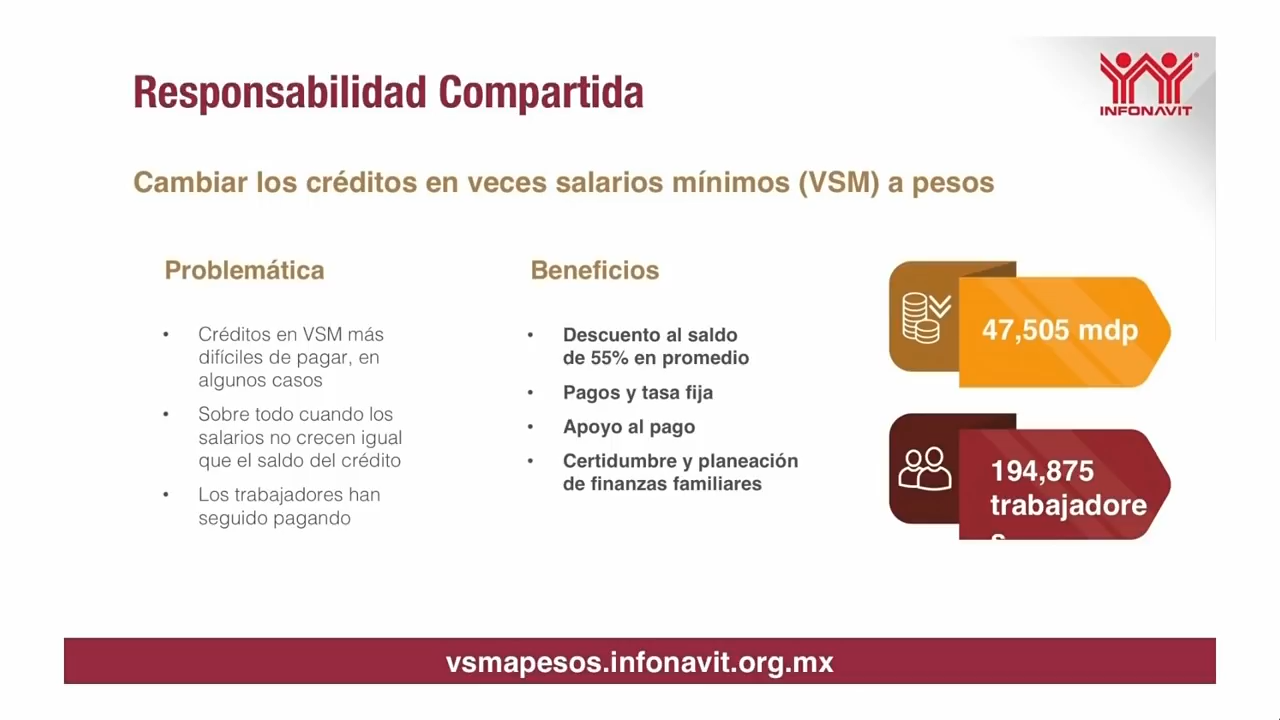 Responsabilidad Compartida
INFONAVIT
Cambiar los créditos en veces salarios mínimos (VSM) a pesos
Problemática
• Créditos en VSM más
difíciles de pagar, en
algunos casos
• Sobre todo cuando los
salarios no crecen igual
que el saldo del crédito
• Los trabajadores han
seguido pagando
Beneficios
• Descuento al saldo
de 55% en promedio
• Pagos y tasa fija
• Apoyo al pago
• Certidumbre y planeación
de finanzas familiares
47,505 mdp
194,875
trabajadore
s
vsmapesos.infonavit.org.mx